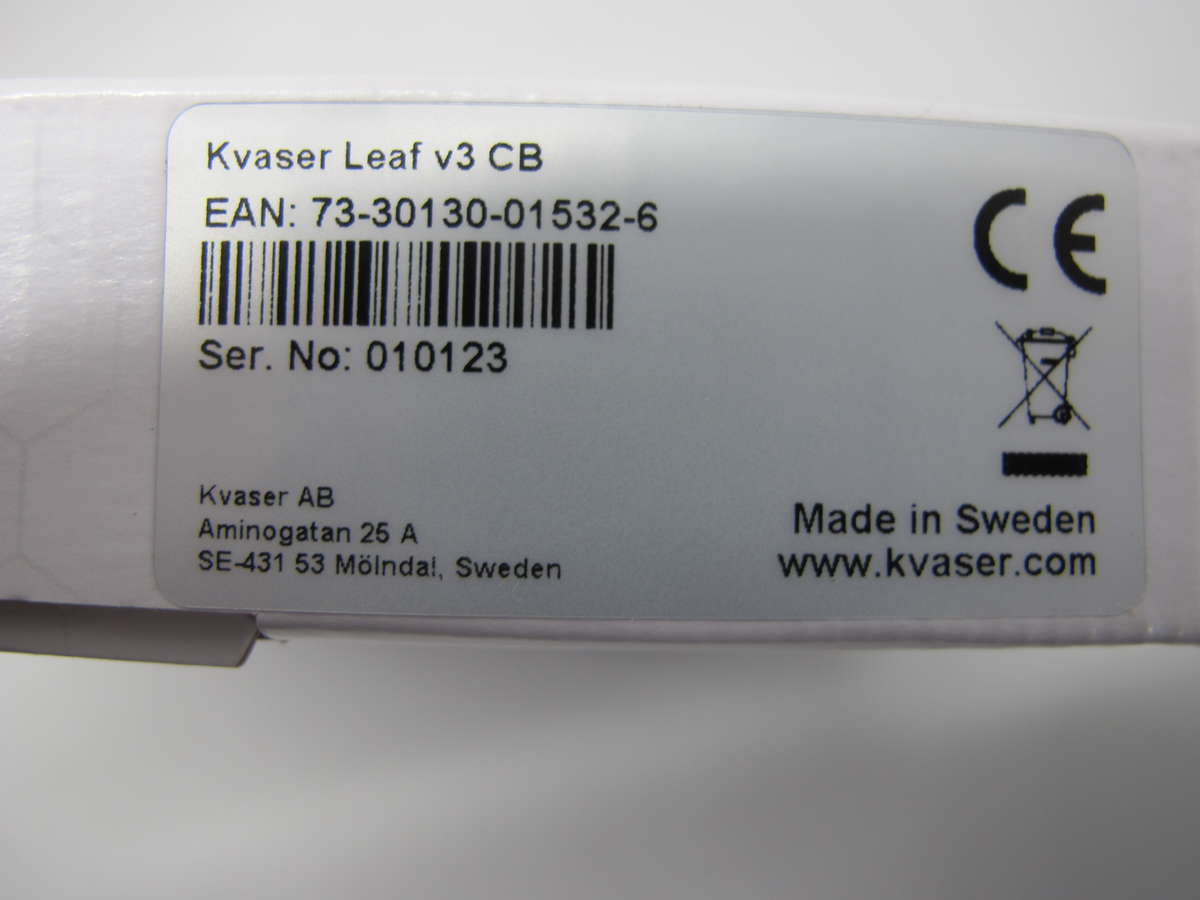 Kvaser Leaf v3 CB
EAN: 73-30130-01532-6
Ser. No: 010123
CE
Kvaser AB
Aminogatan 25 A
SE-431 53 Mölndal, Sweden
Made in Sweden
www.kvaser.com